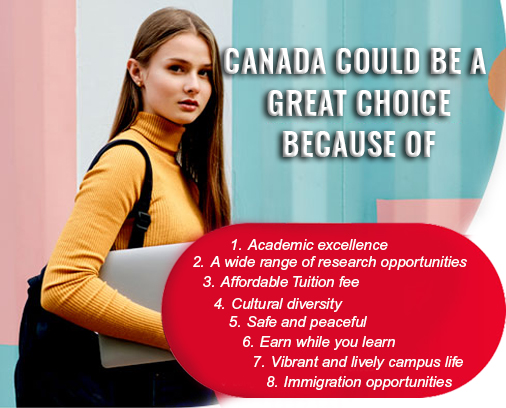 CANADA COULD BE A
GREAT CHOICE
BECAUSE OF
1. Academic excellence
2. A wide range of research opportunities
3. Affordable Tuition fee
4. Cultural diversity
5. Safe and peaceful
6. Earn while you learn
7. Vibrant and lively campus life
8. Immigration opportunities